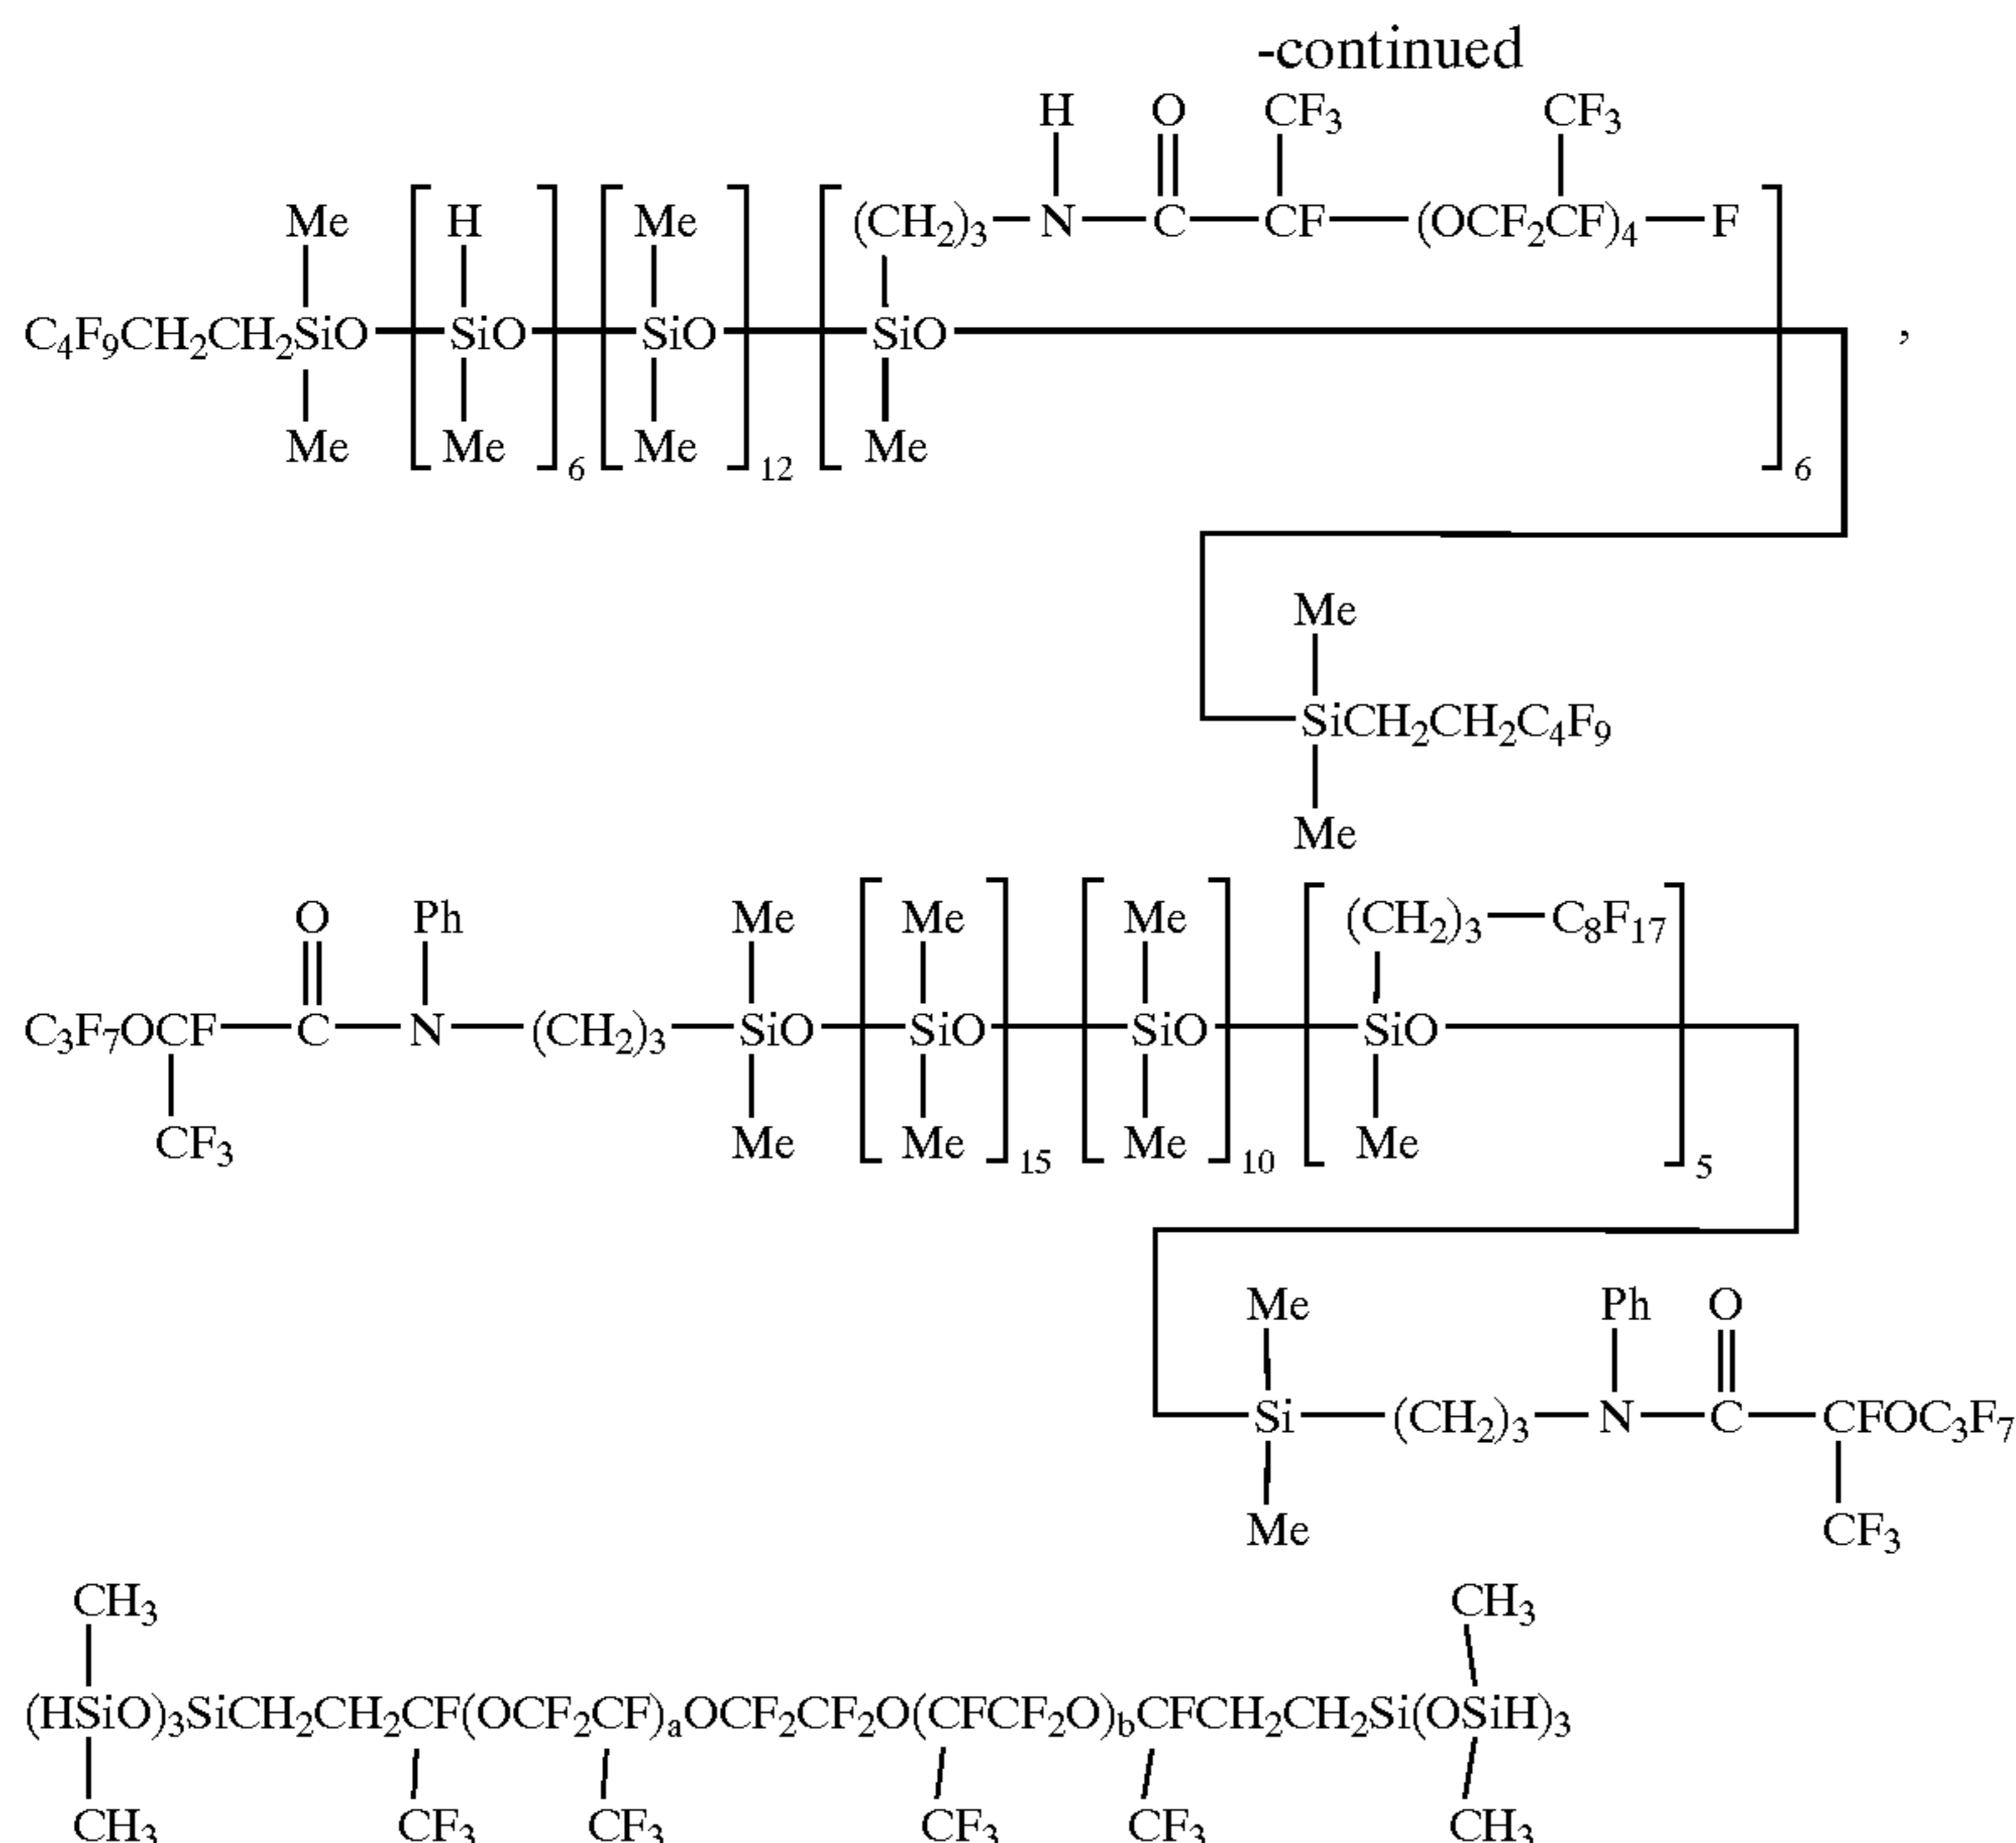 -continued
H O CF3 CF3
Me H Me (CH2)3 N C CF (OCF2CF)4 F
C4F9CH2CH2SiO SiO SiO SiO ,
Me Me 6 Me 12 Me 6
Me
SiCH2CH2C4F9
Me
O Ph Me Me Me (CH2)3 C8F17
C3F7OCF C N (CH2)3 SiO SiO SiO SiO
CF3 Me Me 15 Me 10 Me 5
Me Ph O
Si (CH2)3 N C CFOC3F7
Me CF3
CH3 CH3
(HSiO)3SiCH2CH2CF(OCF2CF)aOCF2CF2O(CFCF2O)bCFCH2CH2Si(OSiH)3
CH3 CF3 CF3 CF3 CF3 CH3